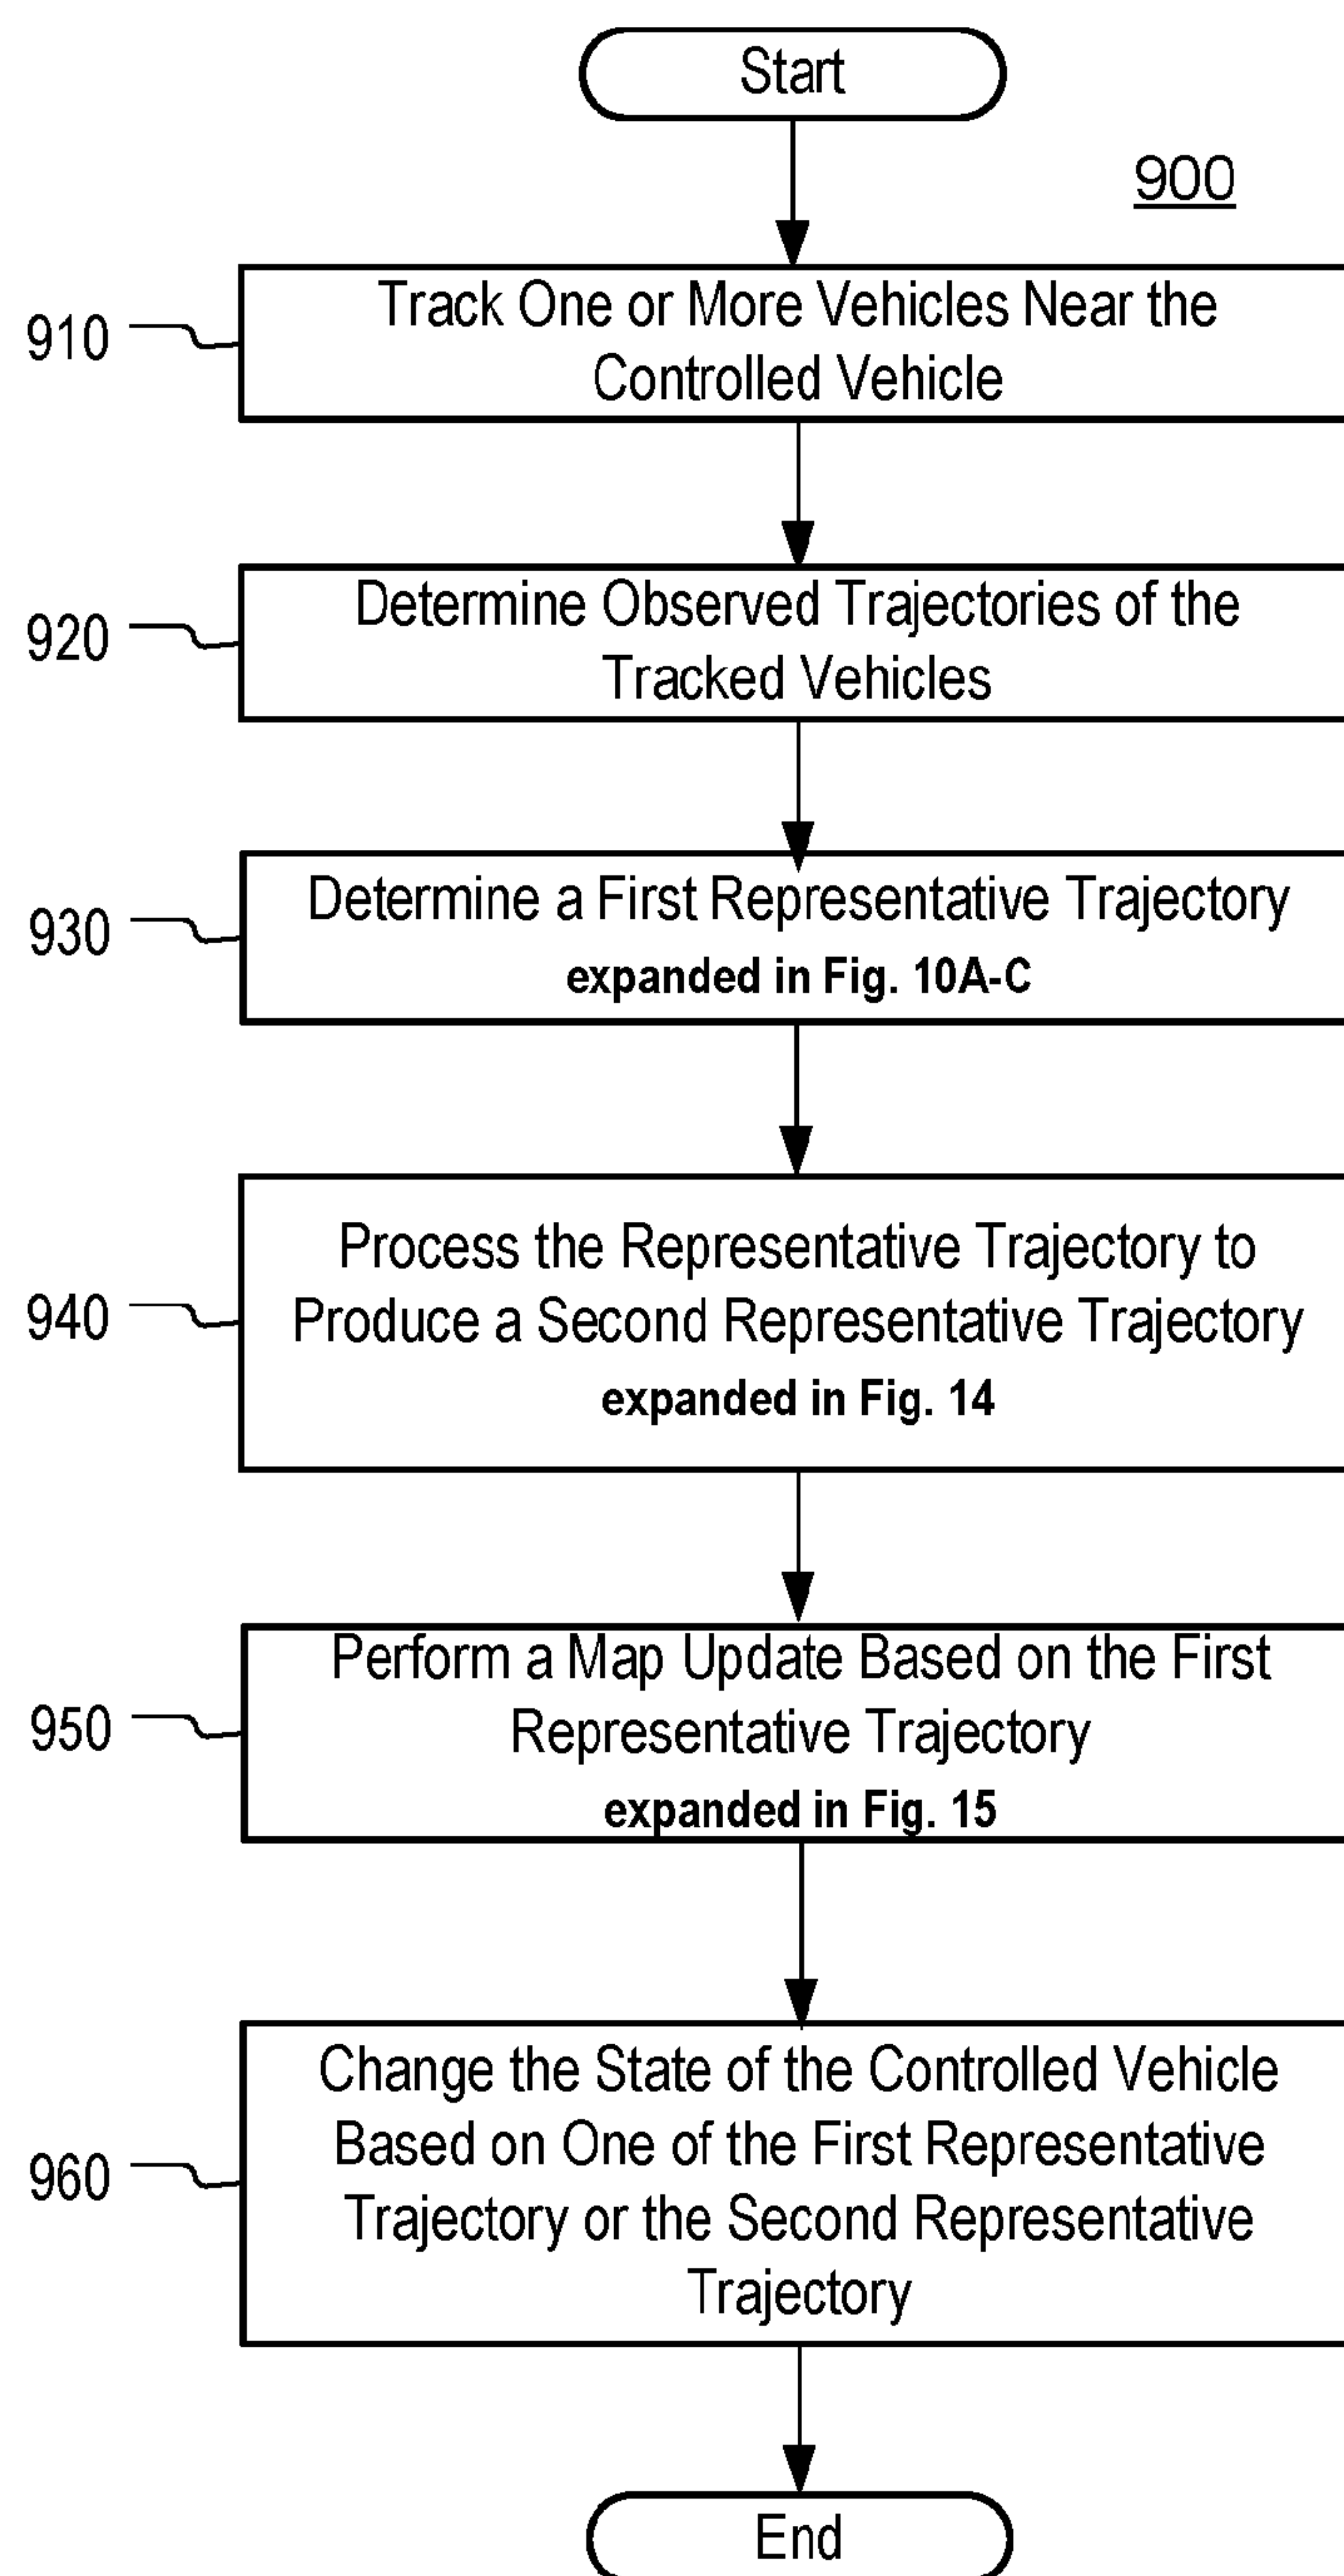 Start
900
910
Track One or More Vehicles Near the
Controlled Vehicle
920
Determine Observed Trajectories of the
Tracked Vehicles
930
Determine a First Representative Trajectory
expanded in Fig. 10A-C
940
Process the Representative Trajectory to
Produce a Second Representative Trajectory
expanded in Fig. 14
950
Perform a Map Update Based on the First
Representative Trajectory
expanded in Fig. 15
960
Change the State of the Controlled Vehicle
Based on One of the First Representative
Trajectory or the Second Representative
Trajectory
End